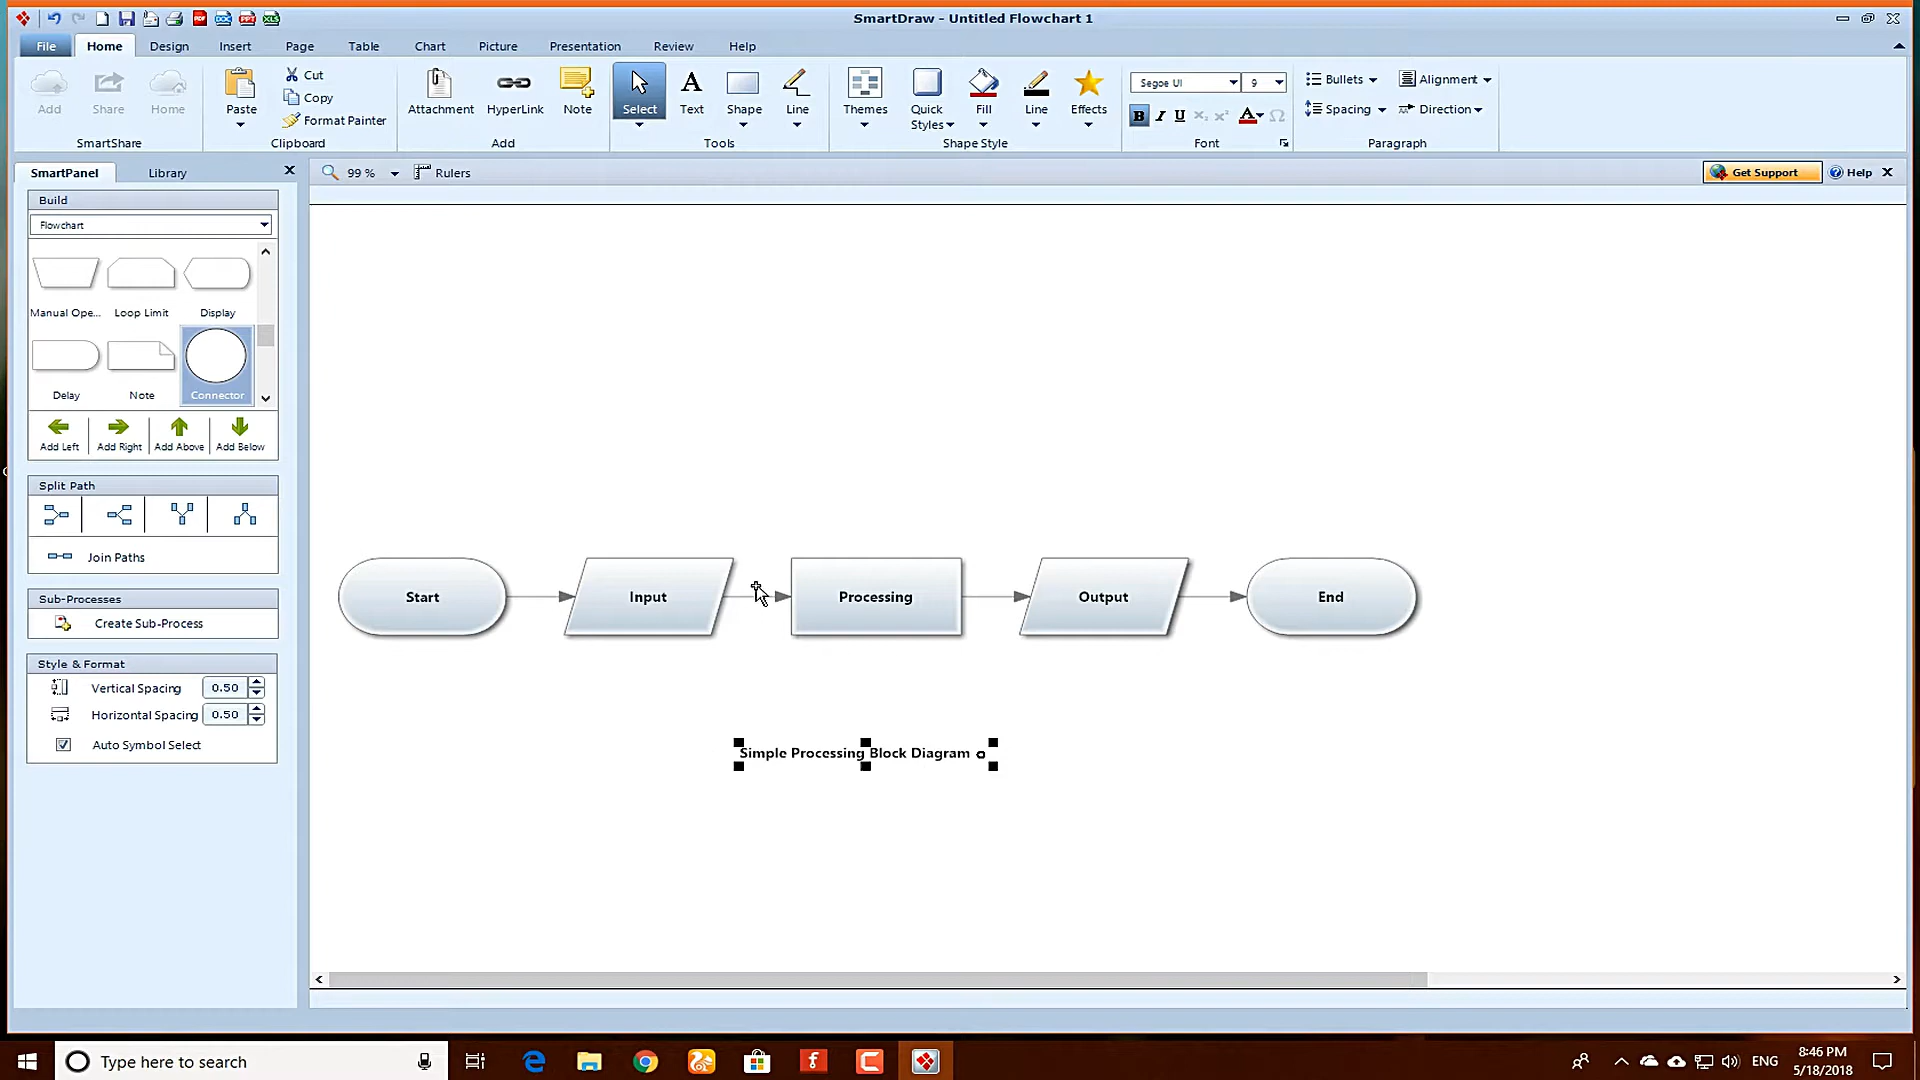 SmartDraw - Untitled Flowchart 1
File Home Design Insert Page Table Chart Picture Presentation Review Help
Add Share Home
SmartShare
Paste
Cut
Copy
Format Painter
Clipboard
Attachment HyperLink Note
Add
Select Text Shape Line
Tools
Themes Quick Styles Fill Line Effects
Shape Style
Segoe UI 9
B I U X₂ X² A Ω
Font
Bullets Alignment
Spacing Direction
Paragraph
SmartPanel Library
99 % Rulers
Get Support Help
Build
Flowchart
Manual Ope... Loop Limit Display
Delay Note Connector
Add Left Add Right Add Above Add Below
Split Path
Join Paths
Sub-Processes
Create Sub-Process
Style & Format
Vertical Spacing 0.50
Horizontal Spacing 0.50
Auto Symbol Select
Start Input Processing Output End
Simple Processing Block Diagram
Type here to search
ENG
8:46 PM
5/18/2018